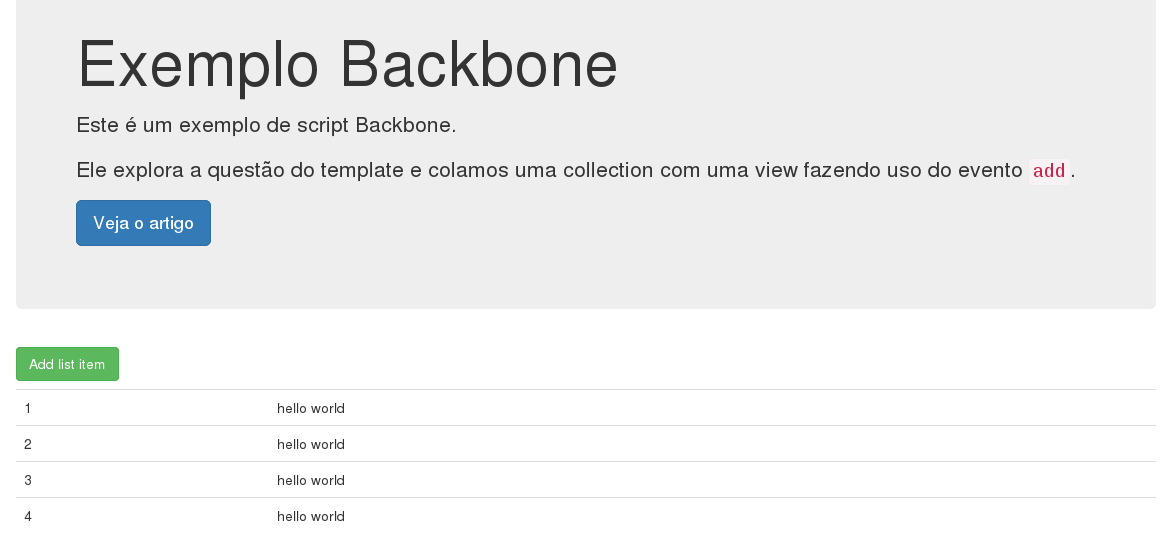 Exemplo Backbone
Este é um exemplo de script Backbone.
Ele explora a questão do template e colamos uma collection com uma view fazendo uso do evento add.
Veja o artigo
Add list item
1 hello world
2 hello world
3 hello world
4 hello world